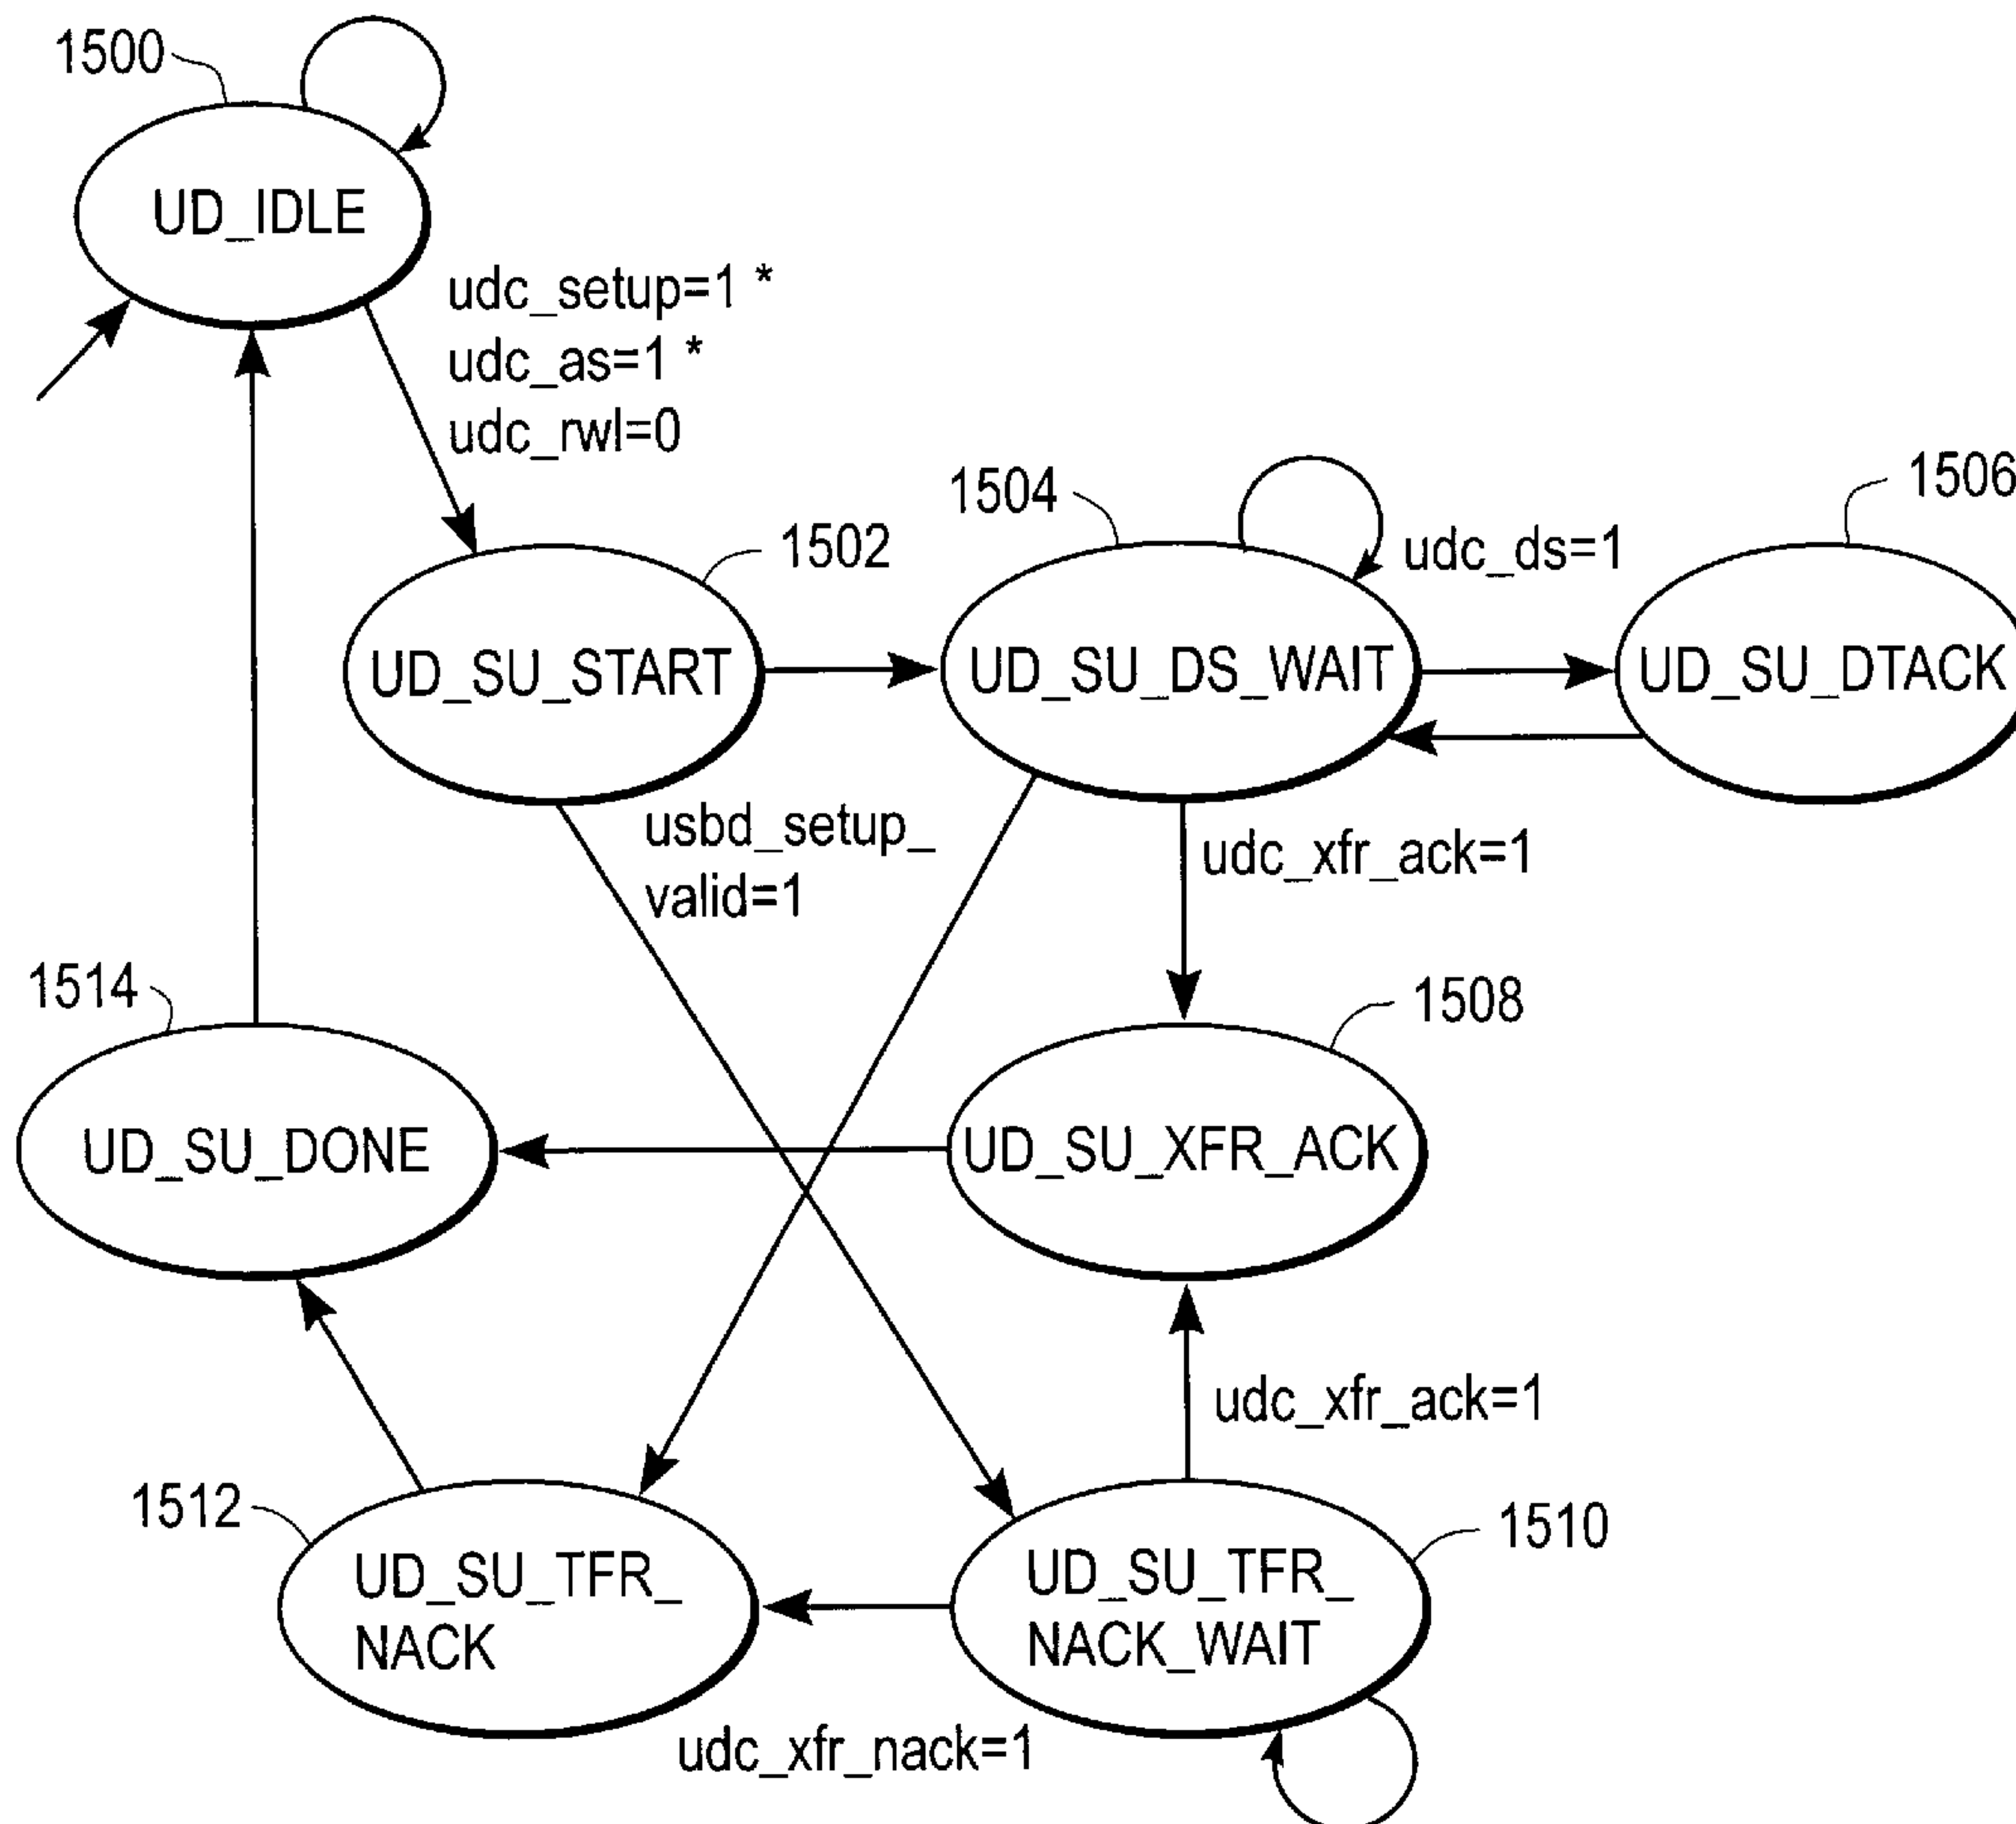 1500
UD_IDLE
udc_setup=1 *
udc_as=1 *
udc_rwl=0
1504
1506
1502
udc_ds=1
UD_SU_START
UD_SU_DS_WAIT
UD_SU_DTACK
usbd_setup_
valid=1
udc_xfr_ack=1
1514
1508
UD_SU_DONE
UD_SU_XFR_ACK
udc_xfr_ack=1
1512
1510
UD_SU_TFR_
NACK
UD_SU_TFR_
NACK_WAIT
udc_xfr_nack=1